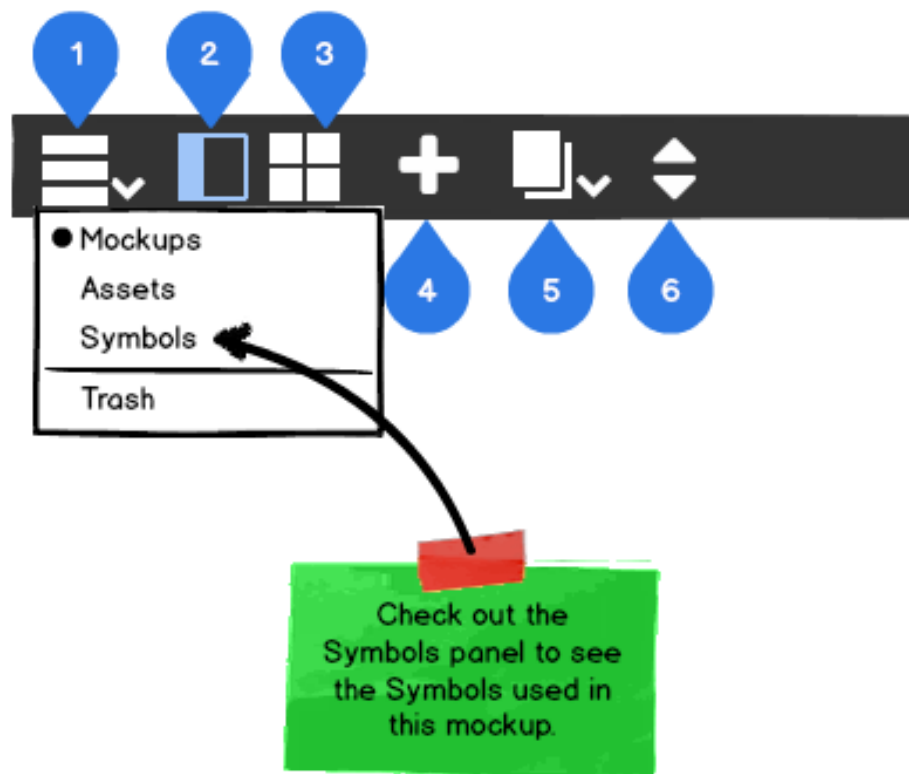 1
2
3
4
5
6
Mockups
Assets
Symbols
Trash
Check out the
Symbols panel to see
the Symbols used in
this mockup.